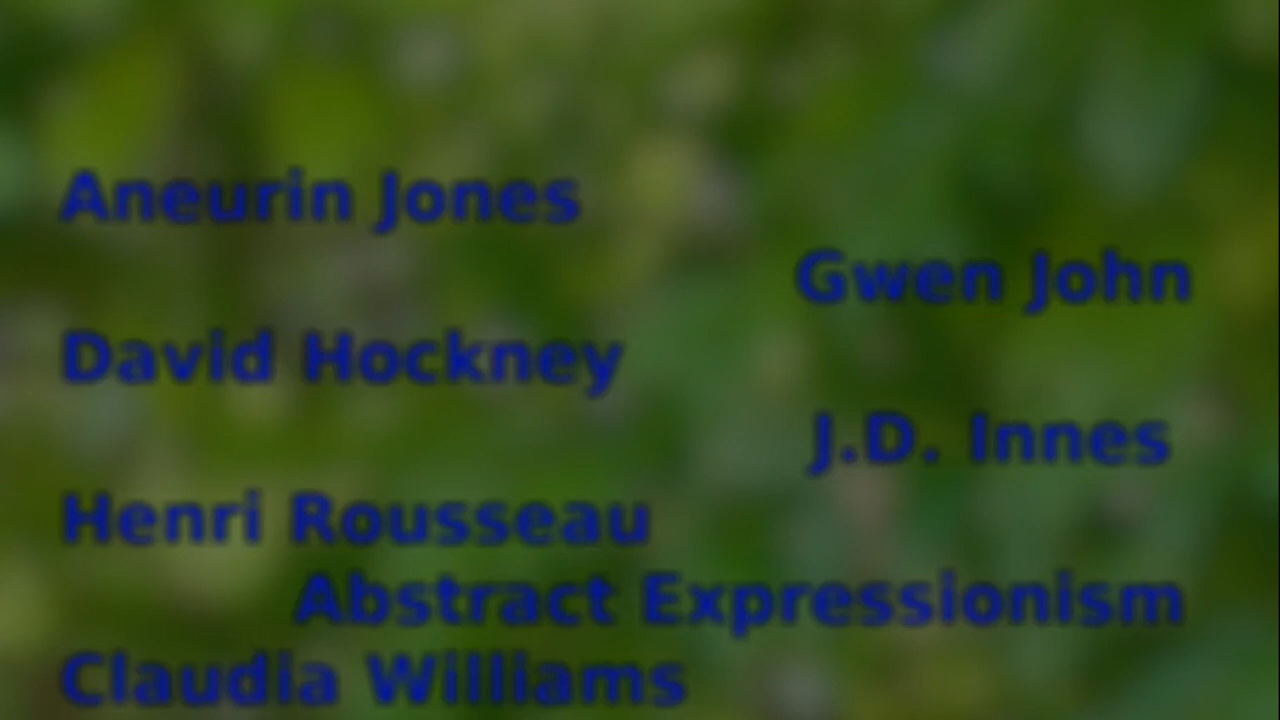 Aneurin Jones
Gwen John
David Hockney
J.D. Innes
Henri Rousseau
Abstract Expressionism
Claudia Williams